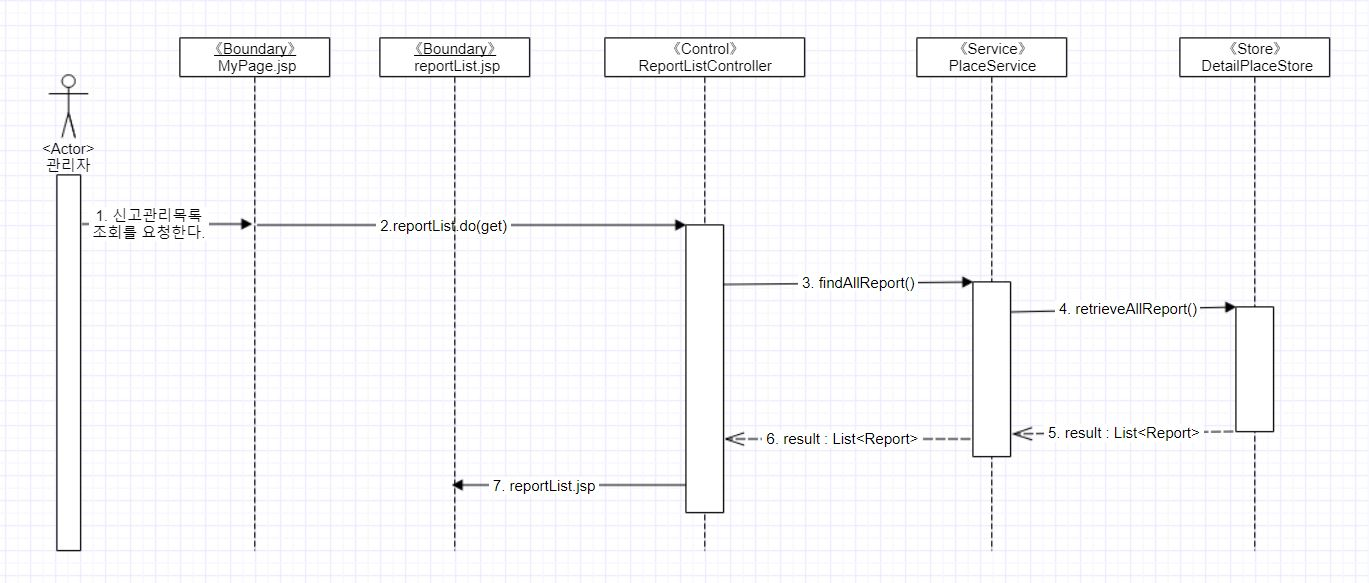 《Boundary》
MyPage.jsp
《Boundary》
reportList.jsp
《Control》
ReportListController
《Service》
PlaceService
《Store》
DetailPlaceStore
<Actor>
관리자
1. 신고관리목록
조회를 요청한다.
2.reportList.do(get)
3. findAllReport()
4. retrieveAllReport()
5. result : List<Report>
6. result : List<Report>
7. reportList.jsp